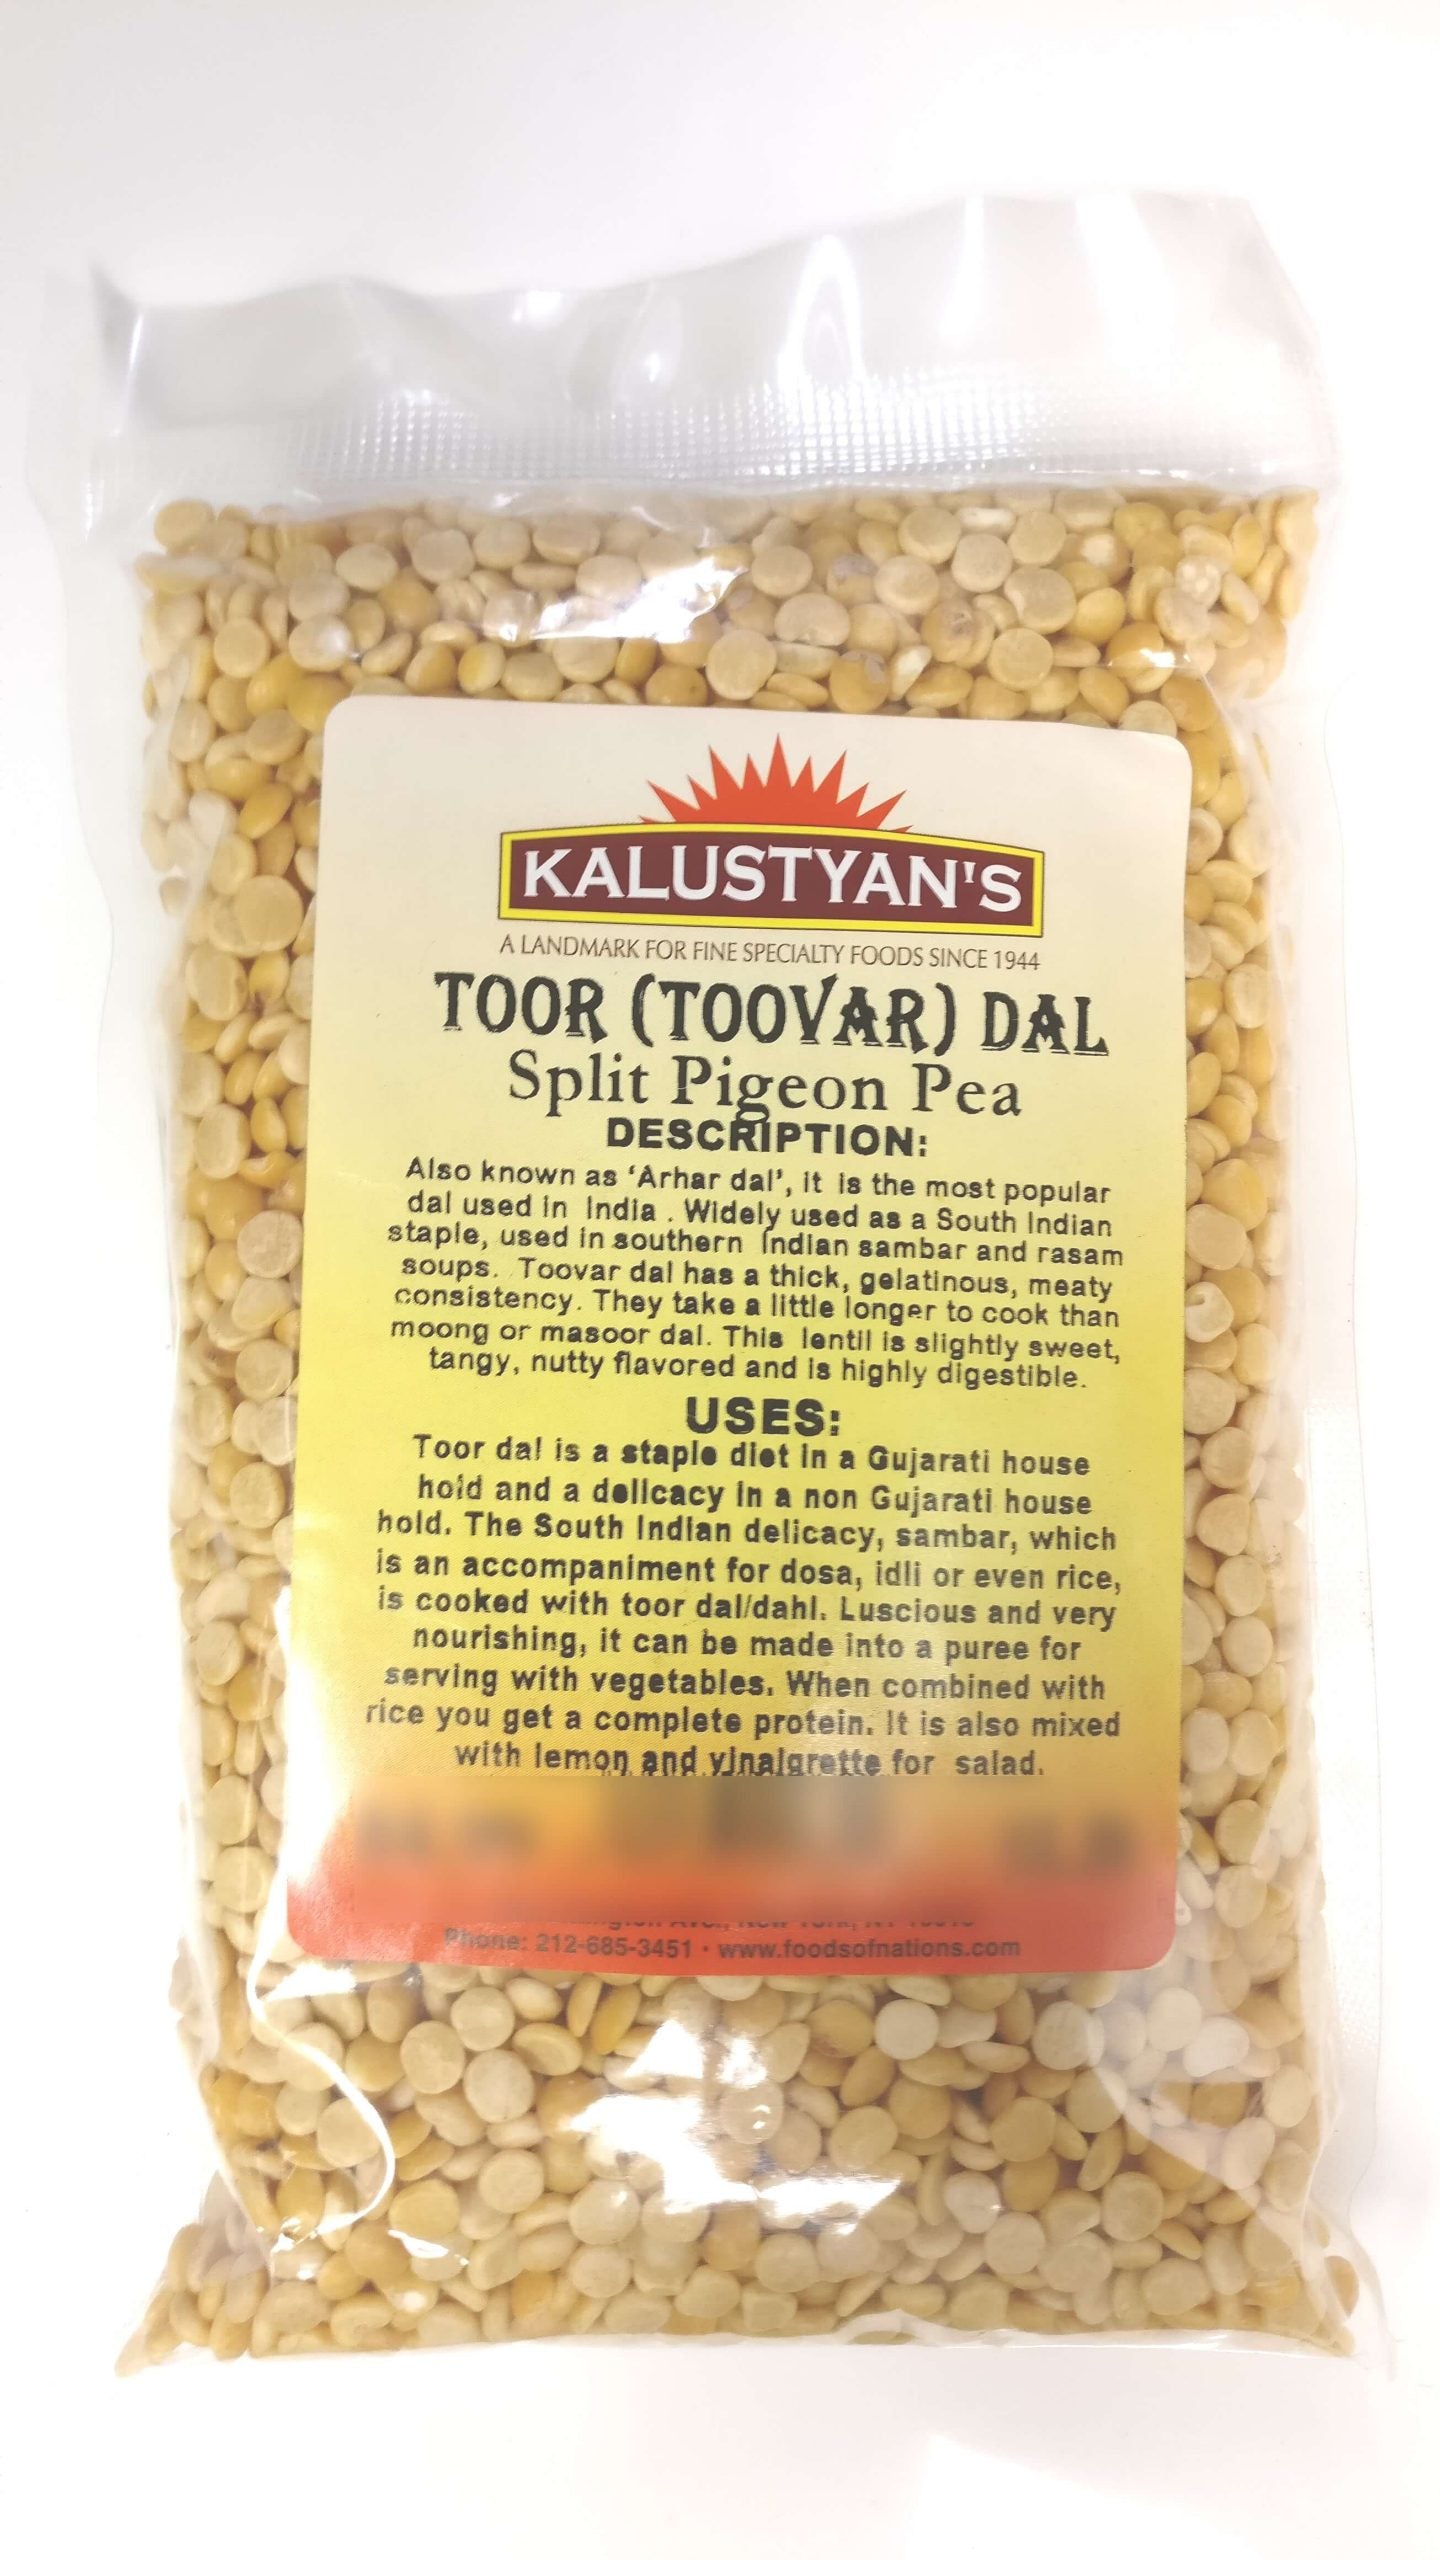 KALUSTYAN'S
A LANDMARK FOR FINE SPECIALTY FOODS SINCE 1944
TOOR (TOOVAR) DAL
Split Pigeon Pea
DESCRIPTION:
Also known as ‘Arhar dal’, it is the most popular
dal used in India . Widely used as a South Indian
staple, used in southern Indian sambar and rasam
soups. Toovar dal has a thick, gelatinous, meaty
consistency. They take a little longer to cook than
moong or masoor dal. This lentil is slightly sweet,
tangy, nutty flavored and is highly digestible.
USES:
Toor dal is a staple diet in a Gujarati house
hold and a delicacy in a non Gujarati house
hold. The South Indian delicacy, sambar, which
is an accompaniment for dosa, idli or even rice,
is cooked with toor dal/dahl. Luscious and very
nourishing, it can be made into a puree for
serving with vegetables. When combined with
rice you get a complete protein. It is also mixed
with lemon and vinaigrette for salad.
Phone: 212-685-3451 · www.foodsofnations.com